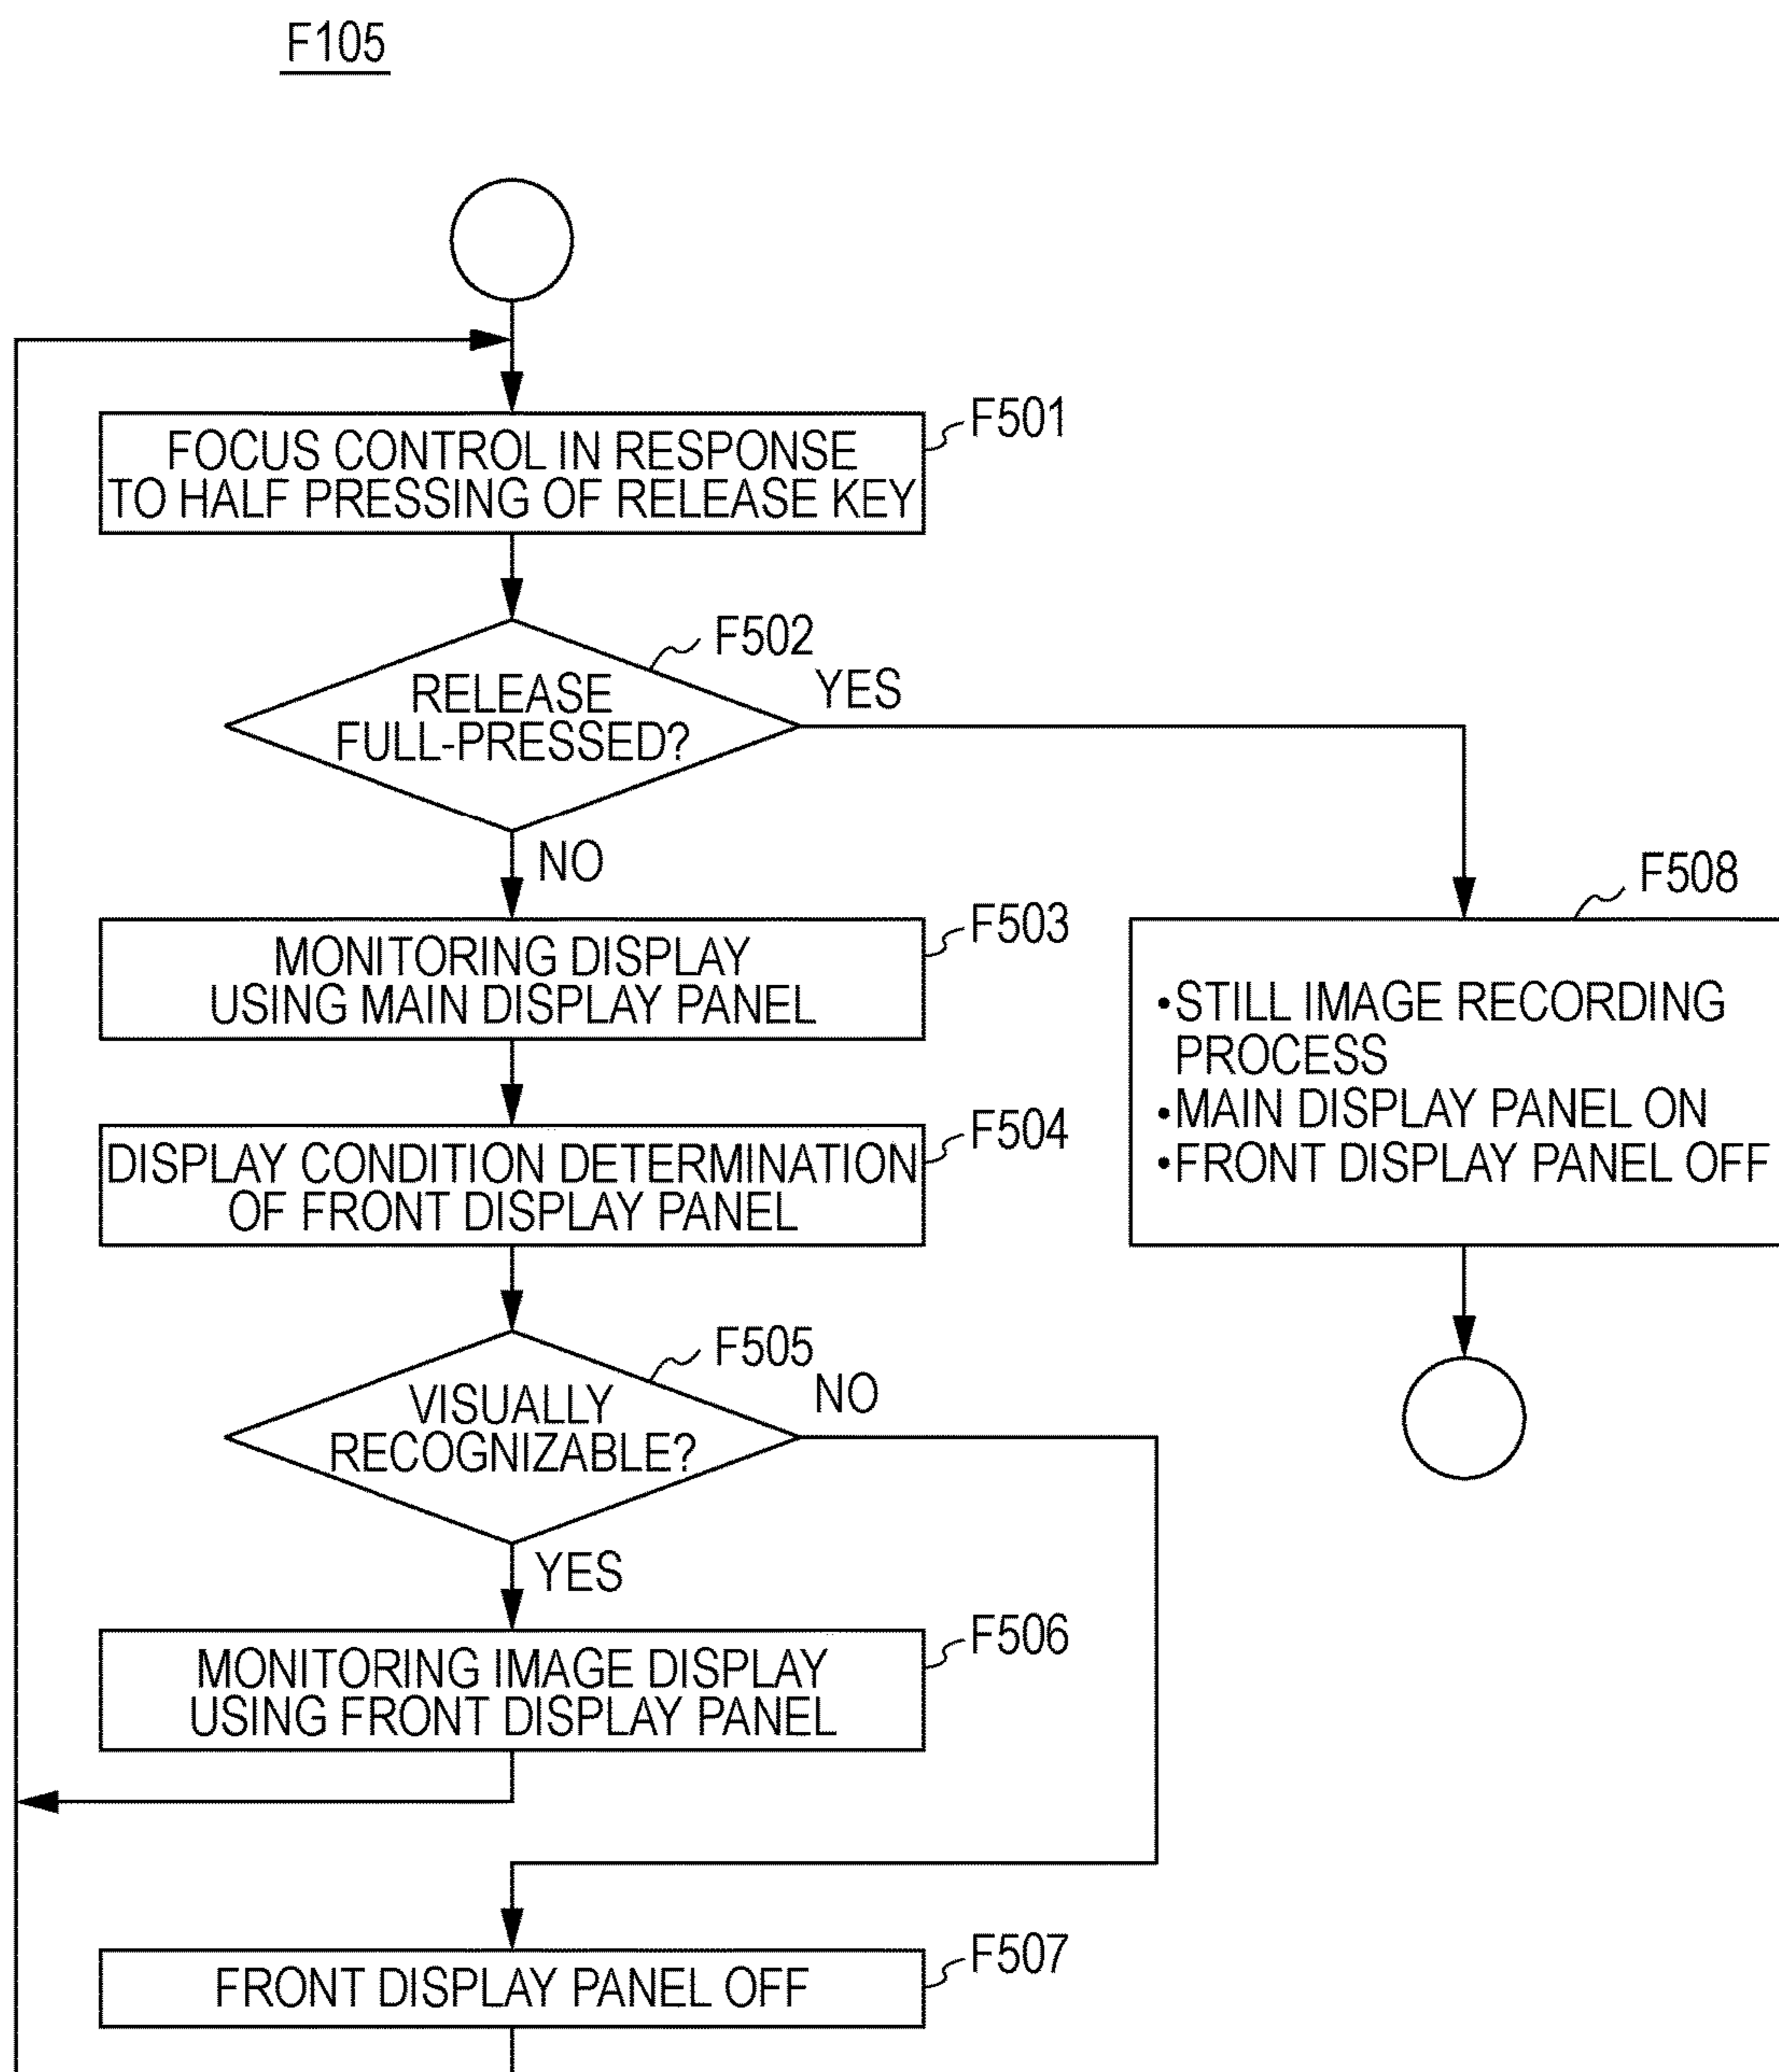 F105
F501
FOCUS CONTROL IN RESPONSE
TO HALF PRESSING OF RELEASE KEY
F502
RELEASE
FULL-PRESSED?
YES
NO
F503
MONITORING DISPLAY
USING MAIN DISPLAY PANEL
F508
•STILL IMAGE RECORDING
PROCESS
•MAIN DISPLAY PANEL ON
•FRONT DISPLAY PANEL OFF
F504
DISPLAY CONDITION DETERMINATION
OF FRONT DISPLAY PANEL
F505
VISUALLY
RECOGNIZABLE?
NO
YES
F506
MONITORING IMAGE DISPLAY
USING FRONT DISPLAY PANEL
F507
FRONT DISPLAY PANEL OFF